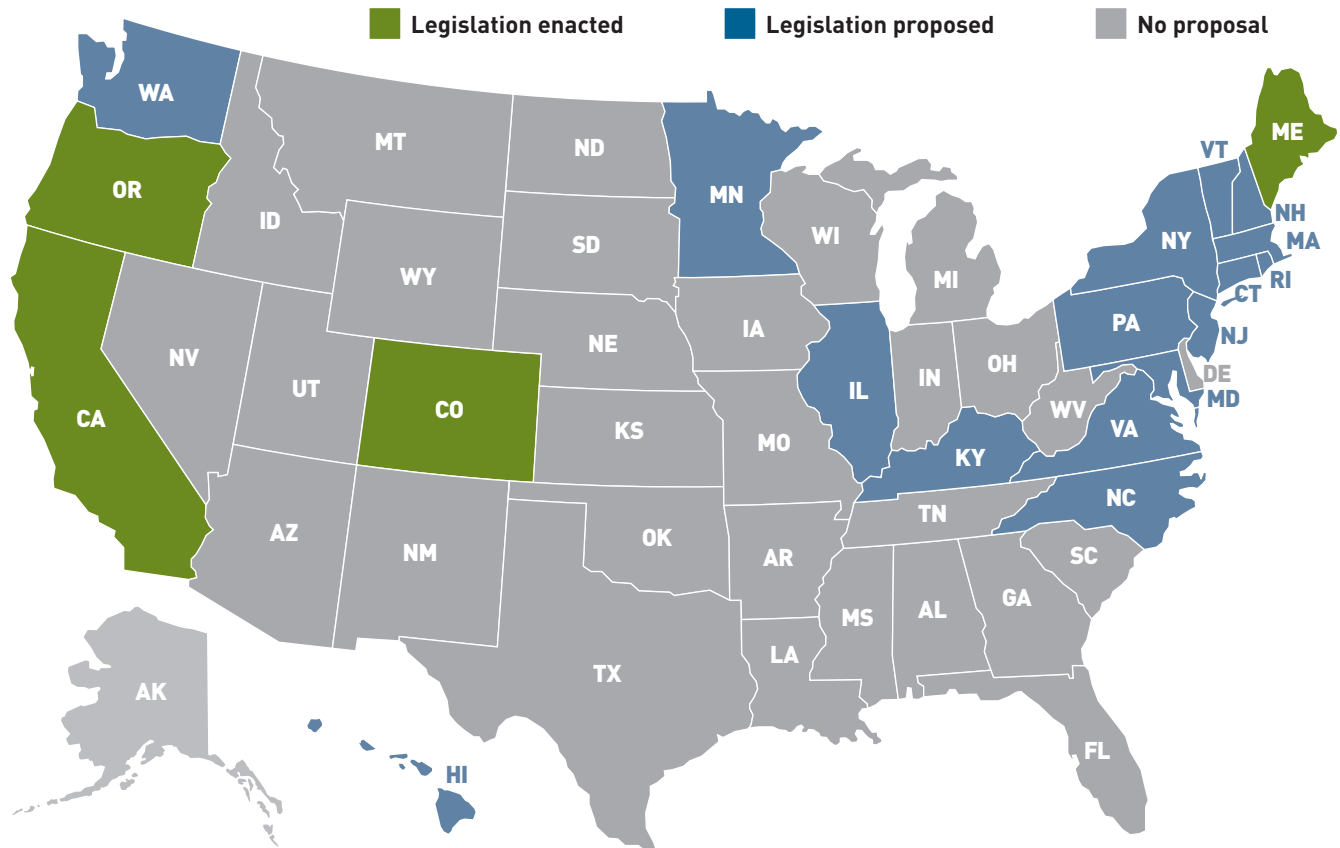 Legislation enacted
Legislation proposed
No proposal
WA
MT
ND
MN
ME
VT
OR
ID
SD
WI
MI
NY
NH
MA
RI
CT
WY
IA
PA
NJ
NV
UT
NE
IL
IN
OH
DE
MD
CA
CO
KS
MO
WV
VA
KY
NC
AZ
NM
OK
TN
AR
SC
MS
AL
GA
LA
TX
AK
HI
FL